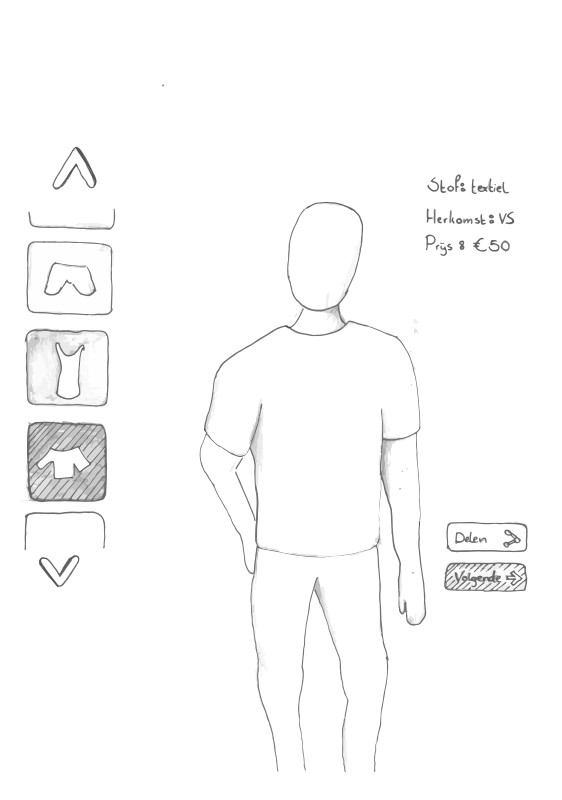 Stof: textiel
Herkomst: VS
Prijs : €50
Delen
Volgende